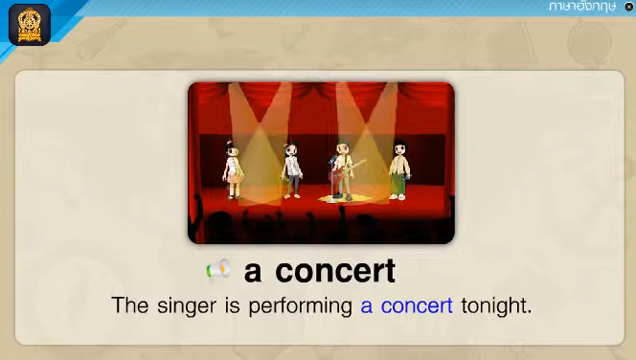 ภาษาอังกฤษ
a concert
The singer is performing a concert tonight.